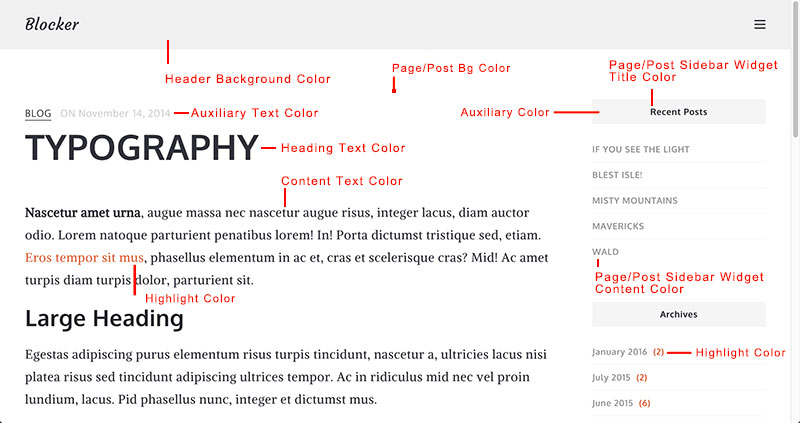 Blocker
Header Background Color
Page/Post Bg Color
Page/Post Sidebar Widget
Title Color
BLOG ON November 14, 2014
Auxiliary Text Color
Auxiliary Color
Recent Posts
TYPOGRAPHY
Heading Text Color
Content Text Color
Nascetur amet urna, augue massa nec nascetur augue risus, integer lacus, diam auctor
odio. Lorem natoque parturient penatibus lorem! In! Porta dictumst tristique sed, etiam.
Eros tempor sit mus, phasellus elementum in ac et, cras et scelerisque cras? Mid! Ac amet
turpis diam turpis dolor, parturient sit.
Highlight Color
Large Heading
Egestas adipiscing purus elementum risus turpis tincidunt, nascetur a, ultricies lacus nisi
platea risus sed tincidunt adipiscing ultrices tempor. Ac in ridiculus mid nec vel proin
lundium, lacus. Pid phasellus nunc, integer et dictumst mus.
IF YOU SEE THE LIGHT
BLEST ISLE!
MISTY MOUNTAINS
MAVERICKS
WALD
Page/Post Sidebar Widget
Content Color
Archives
January 2016 (2)
Highlight Color
July 2015 (2)
June 2015 (6)